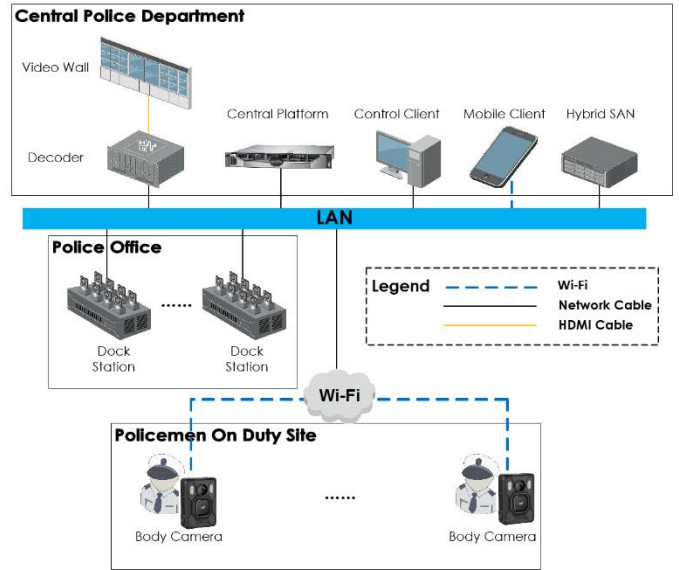 Central Police Department
Video Wall
Central Platform
Control Client
Mobile Client
Hybrid SAN
Decoder
LAN
Police Office
......
Dock
Station
Dock
Station
Legend
Wi-Fi
Network Cable
HDMI Cable
Wi-Fi
Policemen On Duty Site
......
Body Camera
Body Camera